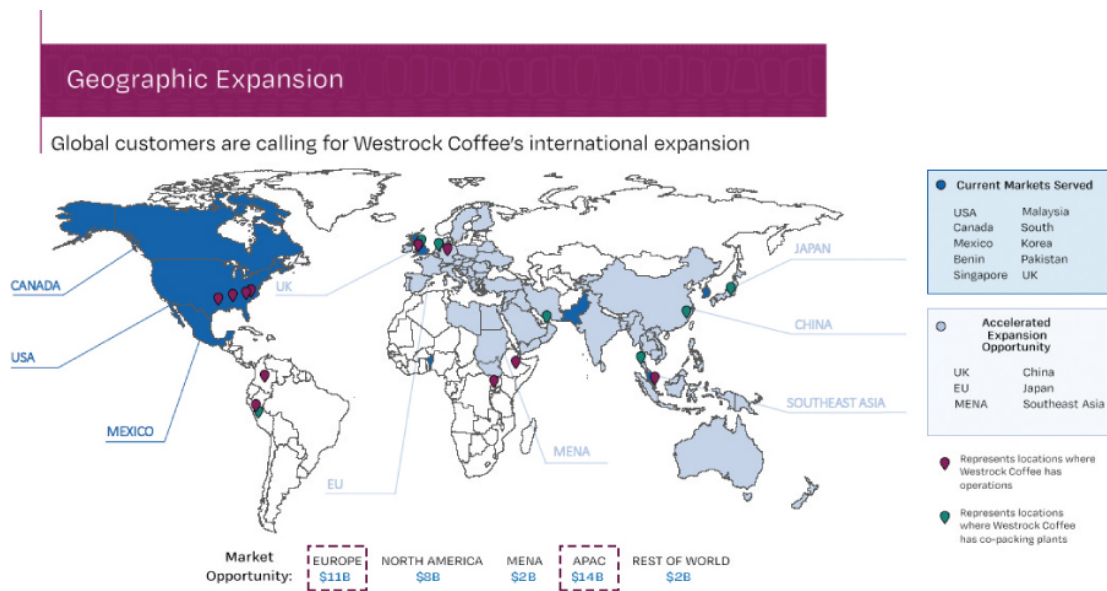 Geographic Expansion
Global customers are calling for Westrock Coffee's international expansion
CANADA
USA
MEXICO
UK
EU
MENA
JAPAN
CHINA
SOUTHEAST ASIA
Current Markets Served
USA Malaysia
Canada South
Mexico Korea
Benin Pakistan
Singapore UK
Accelerated
Expansion
Opportunity
UK China
EU Japan
MENA Southeast Asia
Represents locations where
Westrock Coffee has
operations
Represents locations
where Westrock Coffee
has co-packing plants
Market
Opportunity:
EUROPE NORTH AMERICA MENA APAC REST OF WORLD
$11B $8B $2B $14B $2B